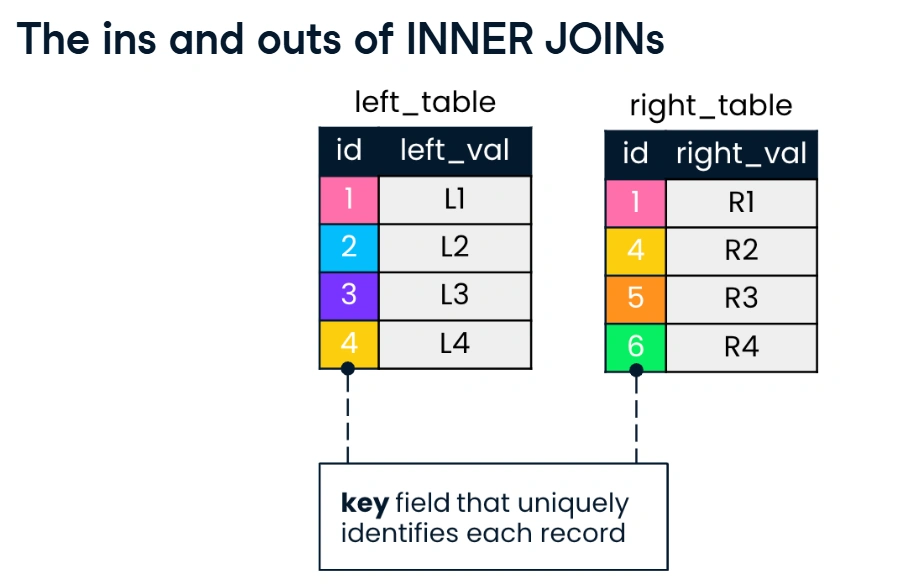 The ins and outs of INNER JOINs
left_table
id left_val
1 L1
2 L2
3 L3
4 L4
right_table
id right_val
1 R1
4 R2
5 R3
6 R4
key field that uniquely
identifies each record